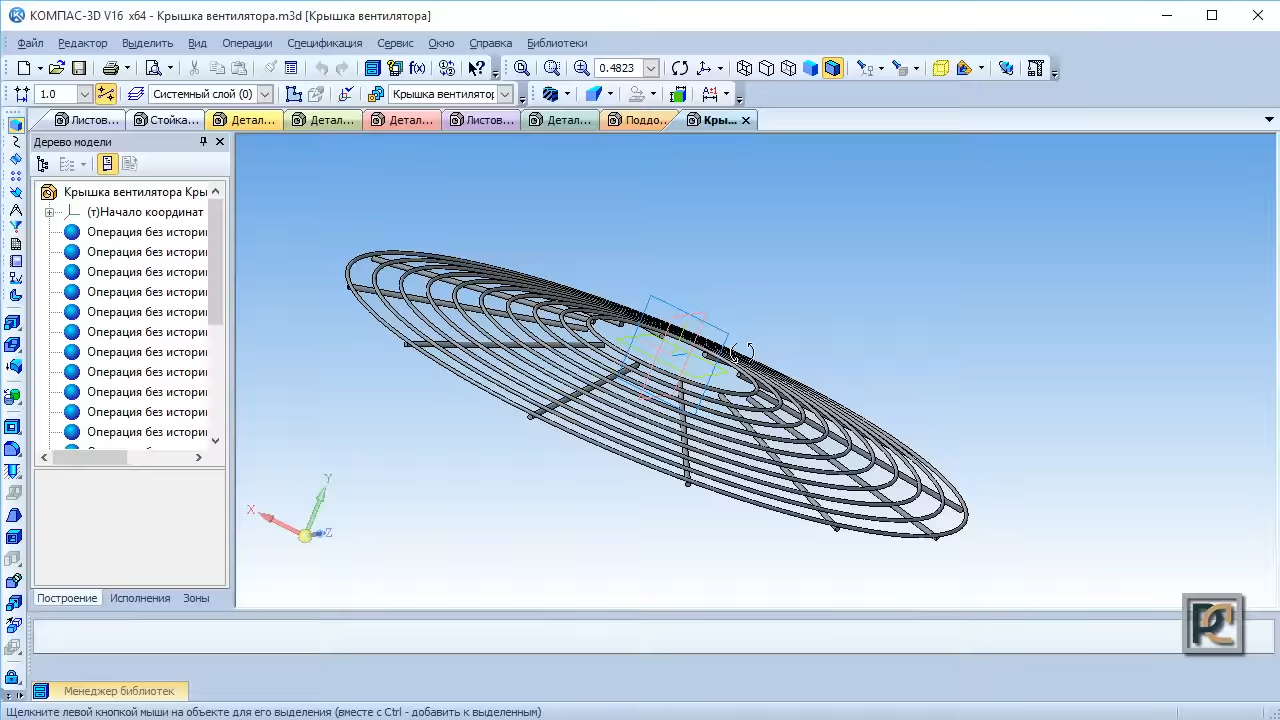 КОМПАС-3D V16 x64 - Крышка вентилятора.m3d [Крышка вентилятора]
Файл Редактор Выделить Вид Операции Спецификация Сервис Окно Справка Библиотеки
0.4823
1.0 Системный слой (0) Крышка вентилятор
Листов... Стойка... Детал... Детал... Детал... Листов... Детал... Поддо... Кры...
Дерево модели
Крышка вентилятора Кры
(т)Начало координат
Операция без истори
Операция без истори
Операция без истори
Операция без истори
Операция без истори
Операция без истори
Операция без истори
Операция без истори
Операция без истори
Операция без истори
Операция без истори
Y
X
Z
Построение Исполнения Зоны
Менеджер библиотек
Щелкните левой кнопкой мыши на объекте для его выделения (вместе с Ctrl - добавить к выделенным)